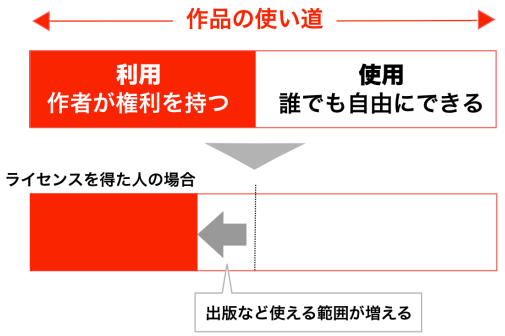 作品の使い道
利用
作者が権利を持つ
使用
誰でも自由にできる
ライセンスを得た人の場合
出版など使える範囲が増える